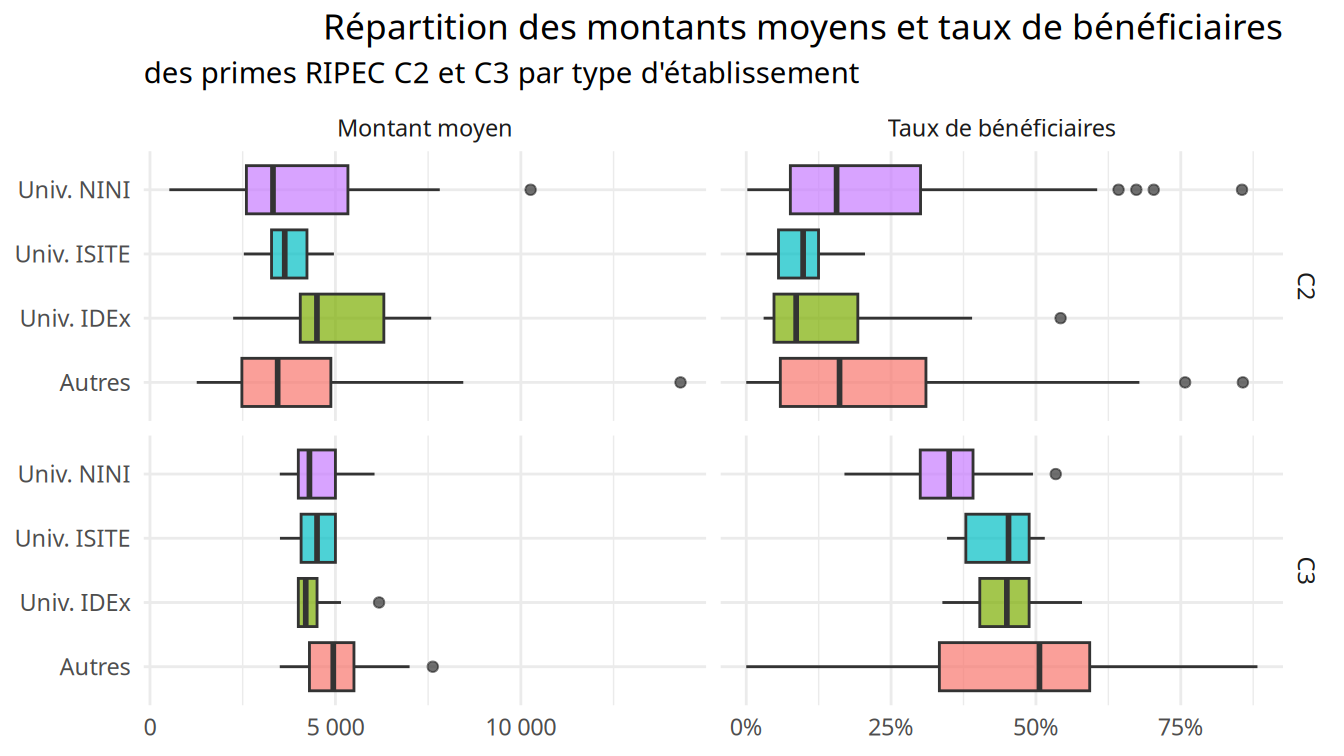 Répartition des montants moyens et taux de bénéficiaires
des primes RIPEC C2 et C3 par type d'établissement
Montant moyen
Taux de bénéficiaires
Univ. NINI
Univ. ISITE
Univ. IDEx
Autres
C2
Univ. NINI
Univ. ISITE
Univ. IDEx
Autres
C3
0
5 000
10 000
0%
25%
50%
75%